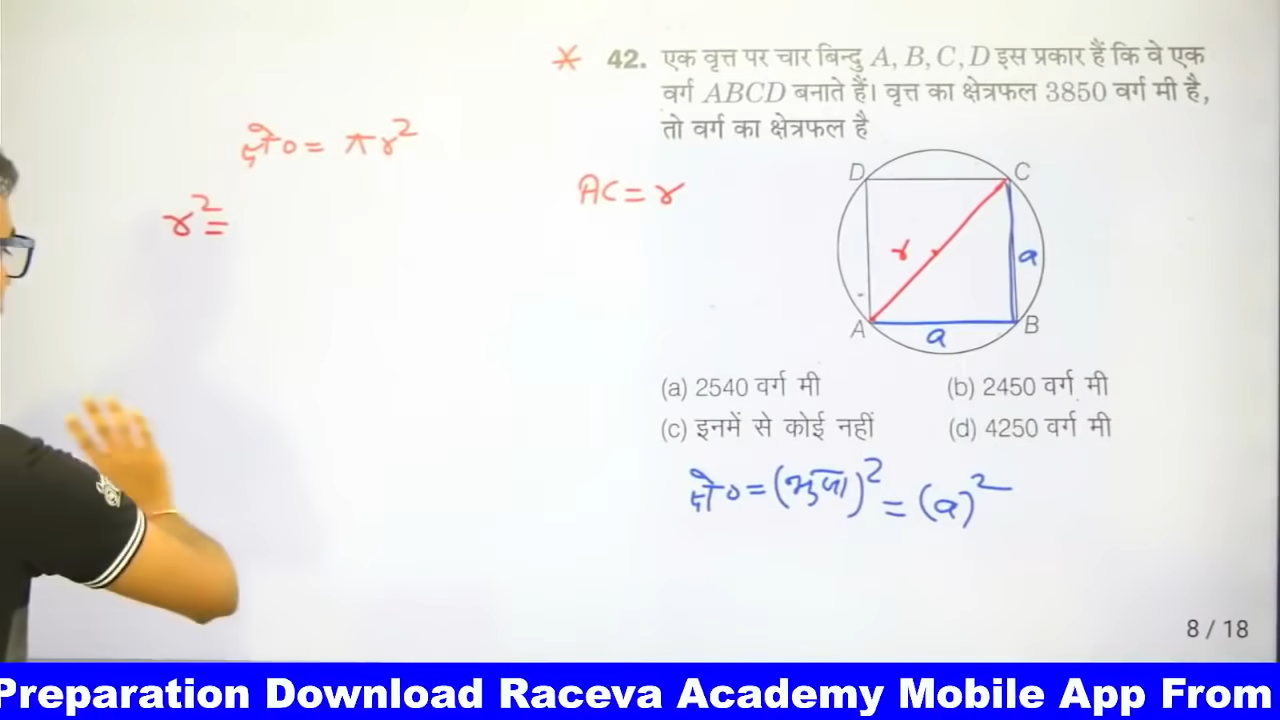 42. एक वृत्त पर चार बिन्दु A, B, C, D इस प्रकार हैं कि वे एक
वर्ग ABCD बनाते हैं। वृत्त का क्षेत्रफल 3850 वर्ग मी है,
तो वर्ग का क्षेत्रफल है
क्षे० = πr²
r² =
AC = r
D C
r
a
A B
a
(a) 2540 वर्ग मी (b) 2450 वर्ग मी
(c) इनमें से कोई नहीं (d) 4250 वर्ग मी
क्षे० = (भुजा)² = (a)²
8 / 18
Preparation Download Raceva Academy Mobile App From